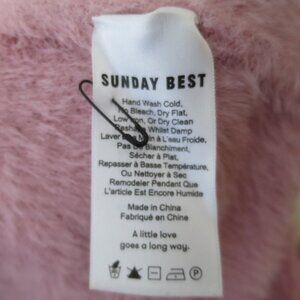 SUNDAY BEST
Hand Wash Cold,
No Bleach, Dry Flat,
Low Iron, Or Dry Clean
Reshape Whilst Damp
Laver À La Main à L'eau Froide,
Pas De Blanchiment,
Sécher à Plat,
Repasser à Basse Température,
Ou Nettoyer à Sec
Remodeler Pendant Que
L'article Est Encore Humide
Made in China
Fabriqué en Chine
A little love
goes a long way.
P